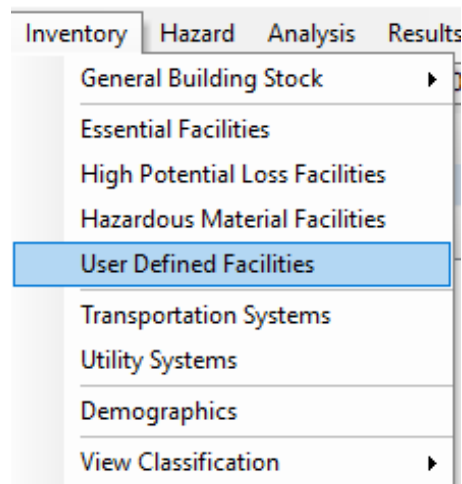 Inventory Hazard Analysis Results
General Building Stock
Essential Facilities
High Potential Loss Facilities
Hazardous Material Facilities
User Defined Facilities
Transportation Systems
Utility Systems
Demographics
View Classification